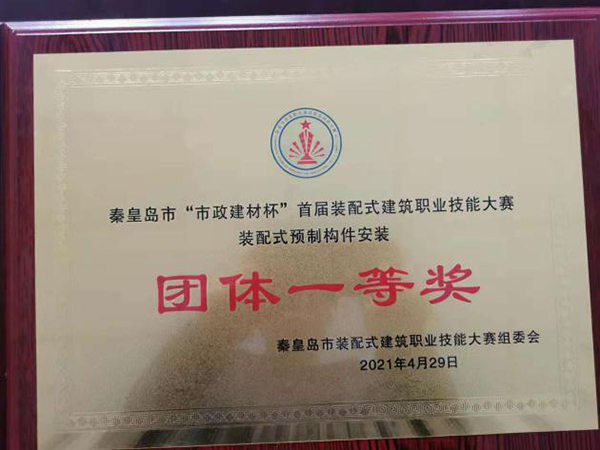 秦皇岛市“市政建材杯”首届装配式建筑职业技能大赛
装配式预制构件安装
团体一等奖
秦皇岛市装配式建筑职业技能大赛组委会
2021年4月29日